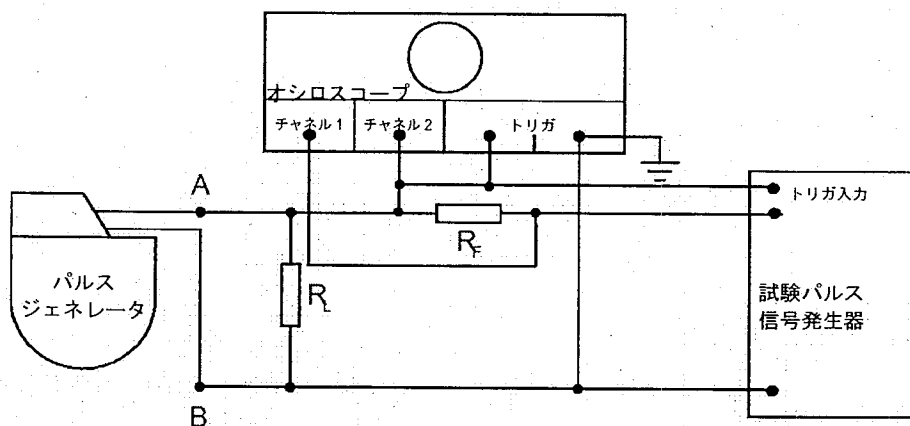 オシロスコープ
チャネル1
チャネル2
トリガ
A
トリガ入力
R_F
パルス
ジェネレータ
R_L
試験パルス
信号発生器
B